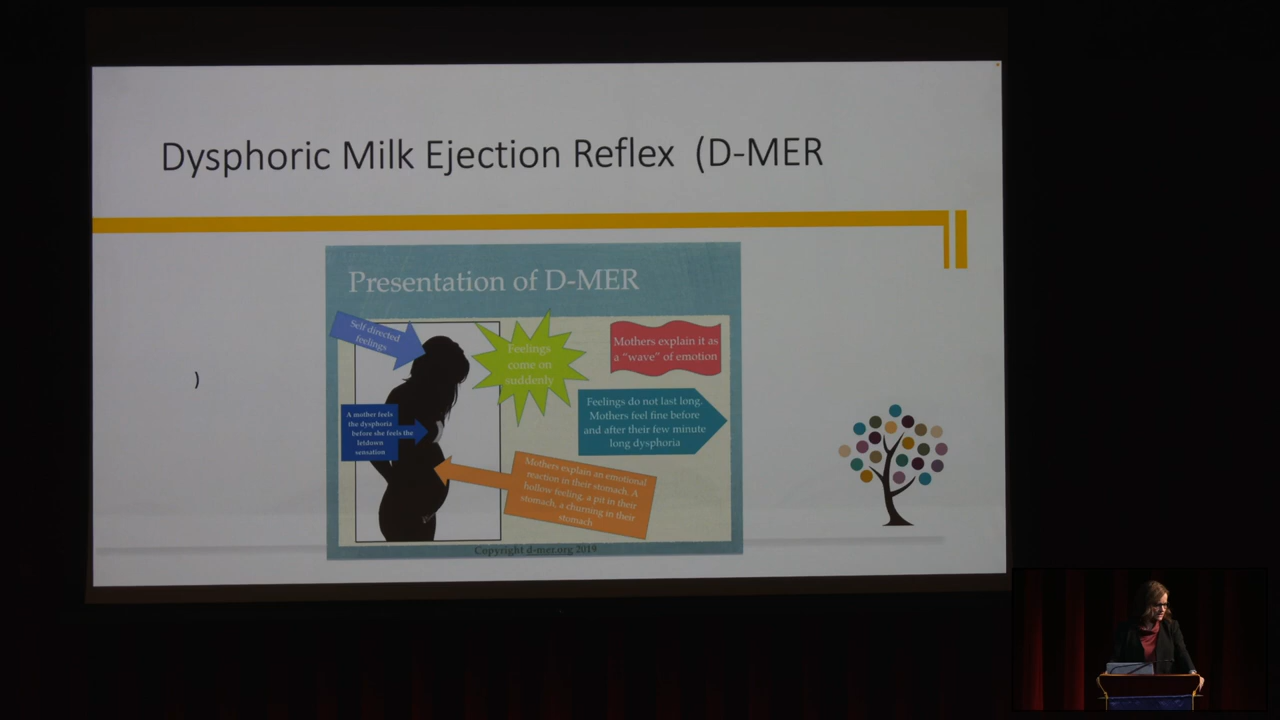 Dysphoric Milk Ejection Reflex (D-MER
)
Presentation of D-MER
Self directed
feelings
Feelings
come on
suddenly
Mothers explain it as
a “wave” of emotion
A mother feels
the dysphoria
before she feels the
letdown
sensation
Feelings do not last long.
Mothers feel fine before
and after their few minute
long dysphoria
Mothers explain an emotional
reaction in their stomach. A
hollow feeling, a pit in their
stomach, a churning in their
stomach
Copyright d-mer.org 2019